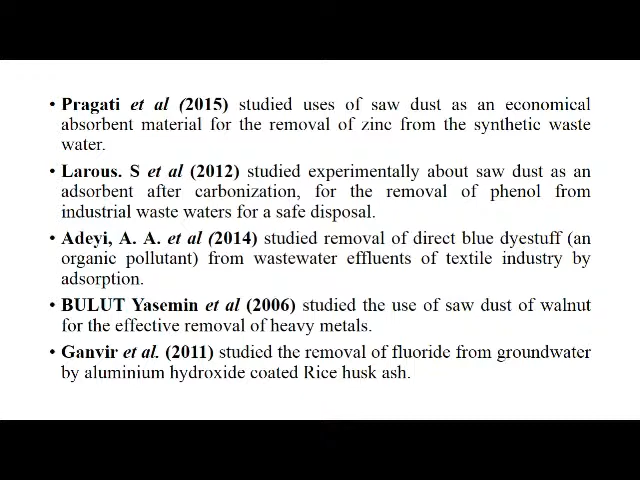 • Pragati et al (2015) studied uses of saw dust as an economical
absorbent material for the removal of zinc from the synthetic waste
water.
• Larous. S et al (2012) studied experimentally about saw dust as an
adsorbent after carbonization, for the removal of phenol from
industrial waste waters for a safe disposal.
• Adeyi, A. A. et al (2014) studied removal of direct blue dyestuff (an
organic pollutant) from wastewater effluents of textile industry by
adsorption.
• BULUT Yasemin et al (2006) studied the use of saw dust of walnut
for the effective removal of heavy metals.
• Ganvir et al. (2011) studied the removal of fluoride from groundwater
by aluminium hydroxide coated Rice husk ash.